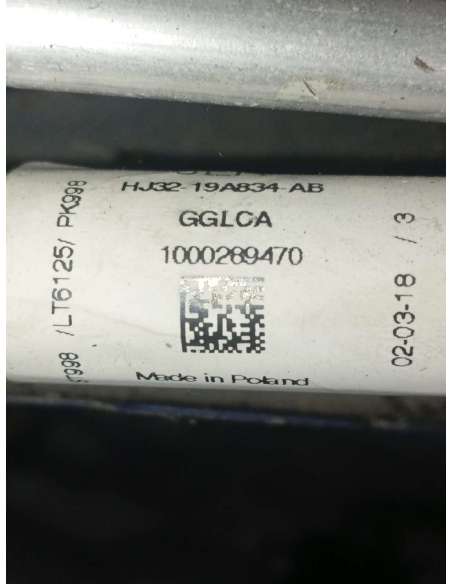 HJ32-19A834-AB
GGLCA
1000289470
Made in Poland
/LT6125/ PK998
02-03-18 / 3